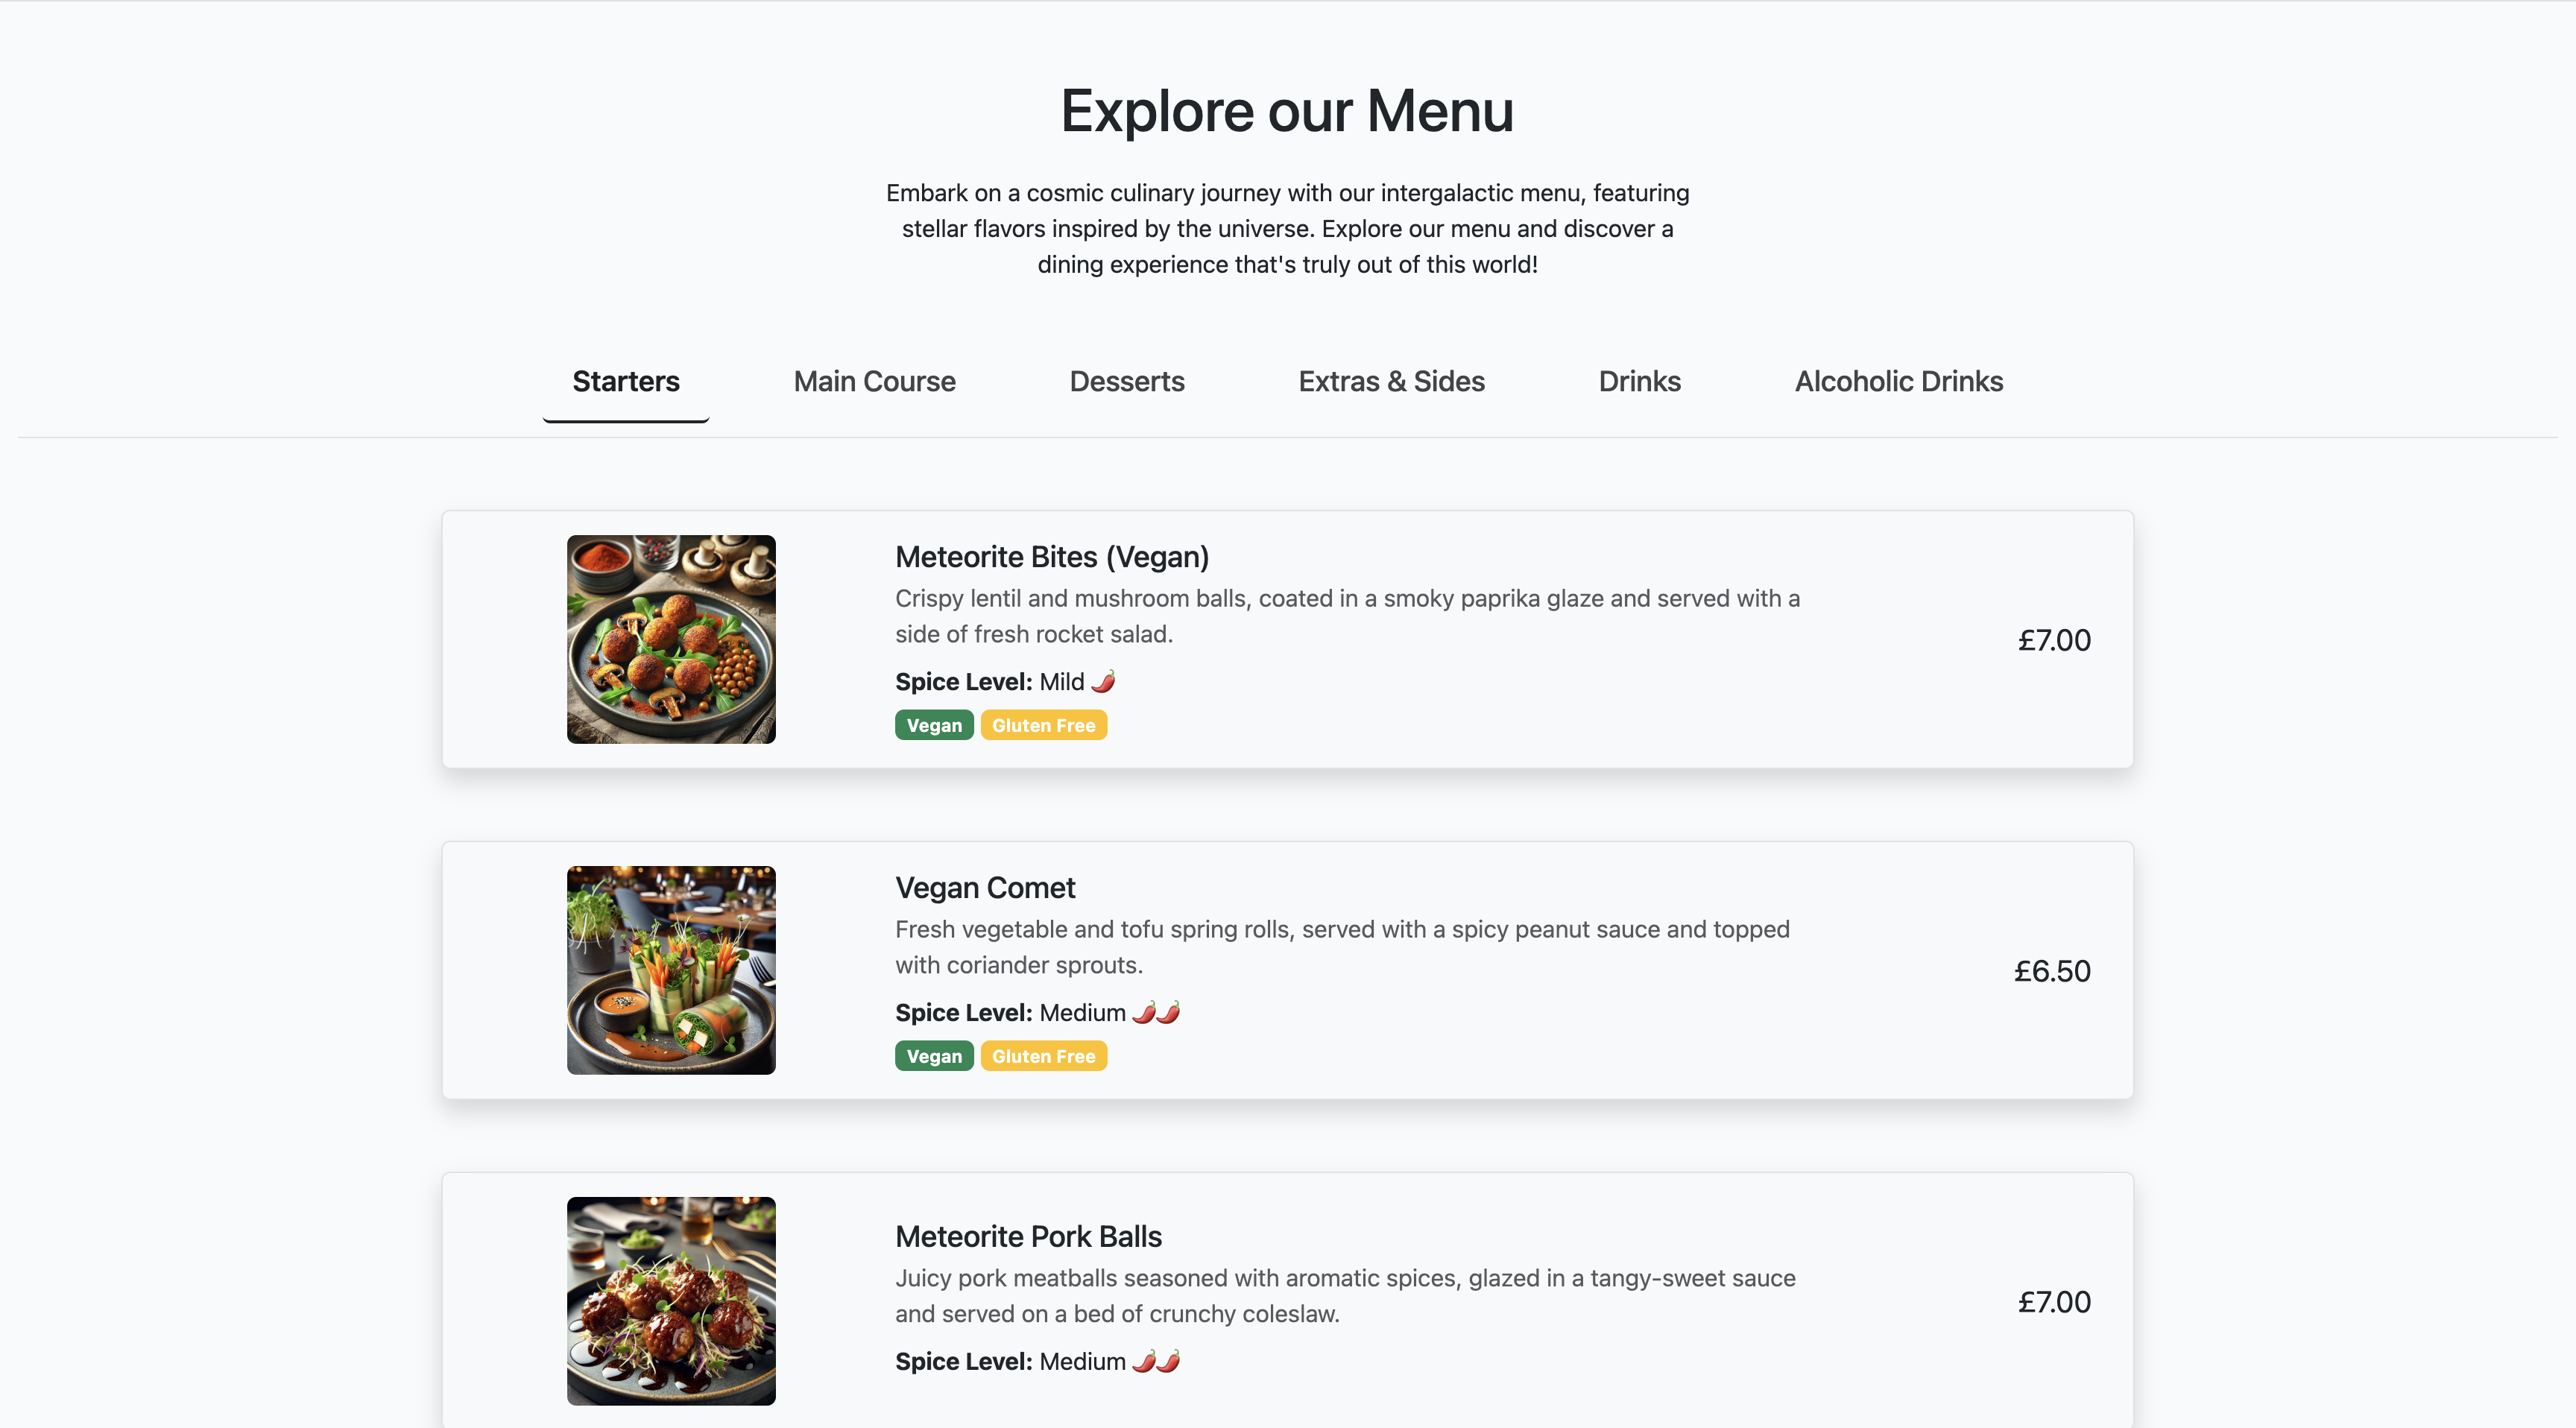 Explore our Menu
Embark on a cosmic culinary journey with our intergalactic menu, featuring
stellar flavors inspired by the universe. Explore our menu and discover a
dining experience that's truly out of this world!
Starters Main Course Desserts Extras & Sides Drinks Alcoholic Drinks
Meteorite Bites (Vegan)
Crispy lentil and mushroom balls, coated in a smoky paprika glaze and served with a
side of fresh rocket salad.
£7.00
Spice Level: Mild 🌶️
Vegan Gluten Free
Vegan Comet
Fresh vegetable and tofu spring rolls, served with a spicy peanut sauce and topped
with coriander sprouts.
£6.50
Spice Level: Medium 🌶️🌶️
Vegan Gluten Free
Meteorite Pork Balls
Juicy pork meatballs seasoned with aromatic spices, glazed in a tangy-sweet sauce
and served on a bed of crunchy coleslaw.
£7.00
Spice Level: Medium 🌶️🌶️